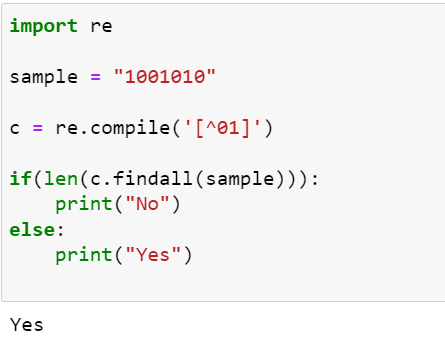 import re
sample = "1001010"
c = re.compile('[^01]')
if(len(c.findall(sample))):
    print("No")
else:
    print("Yes")
Yes